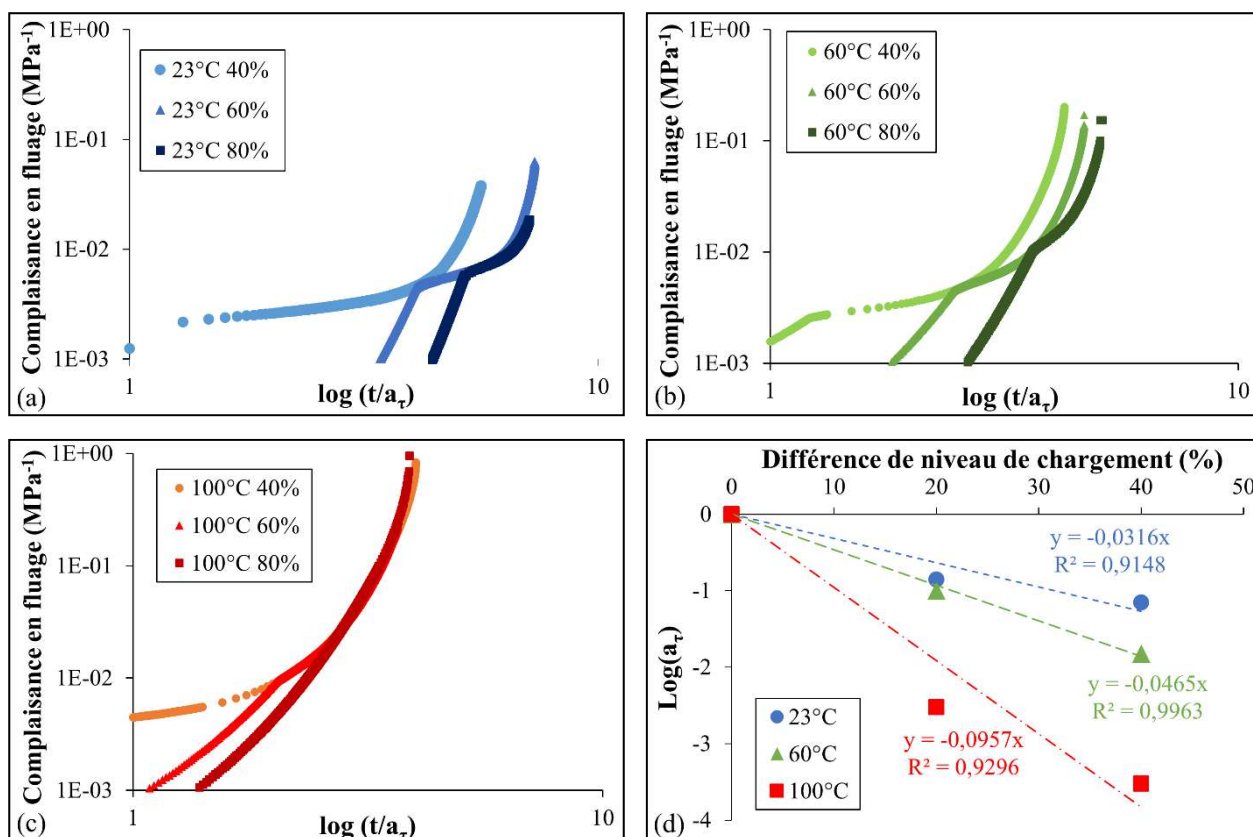 Complaisance en fluage (MPa⁻¹)
1E+00
1E-01
1E-02
1E-03
23°C 40%
23°C 60%
23°C 80%
1
10
log (t/aτ)
(a)
Complaisance en fluage (MPa⁻¹)
1E+00
1E-01
1E-02
1E-03
60°C 40%
60°C 60%
60°C 80%
1
10
log (t/aτ)
(b)
Complaisance en fluage (MPa⁻¹)
1E+00
1E-01
1E-02
1E-03
100°C 40%
100°C 60%
100°C 80%
1
10
log (t/aτ)
(c)
Différence de niveau de chargement (%)
0
10
20
30
40
50
0
-1
-2
-3
-4
Log(aτ)
y = -0,0316x
R² = 0,9148
y = -0,0465x
R² = 0,9963
y = -0,0957x
R² = 0,9296
23°C
60°C
100°C
(d)